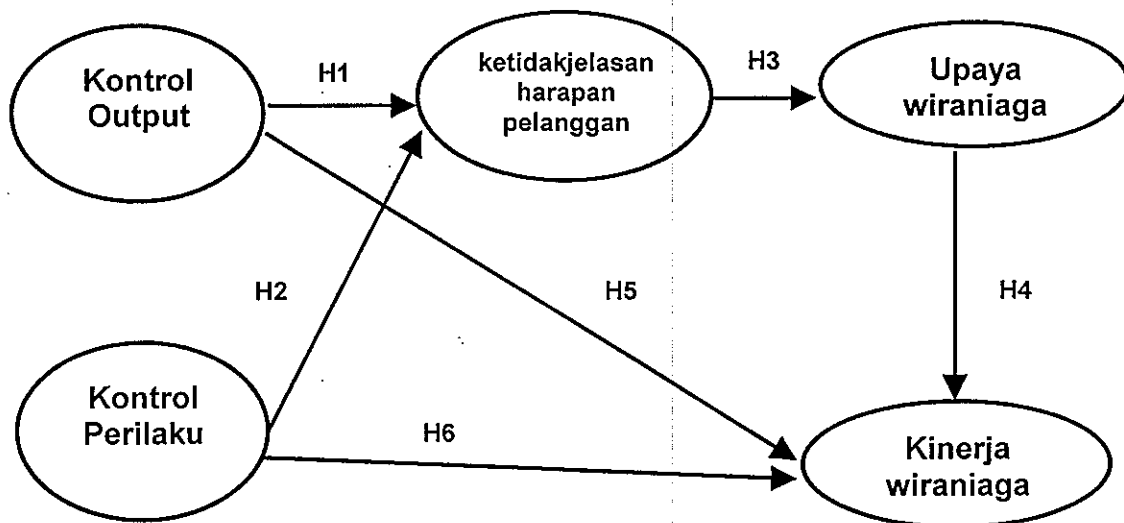 Kontrol
Output
H1
ketidakjelasan
harapan
pelanggan
H3
Upaya
wiraniaga
H2
H5
H4
Kontrol
Perilaku
H6
Kinerja
wiraniaga